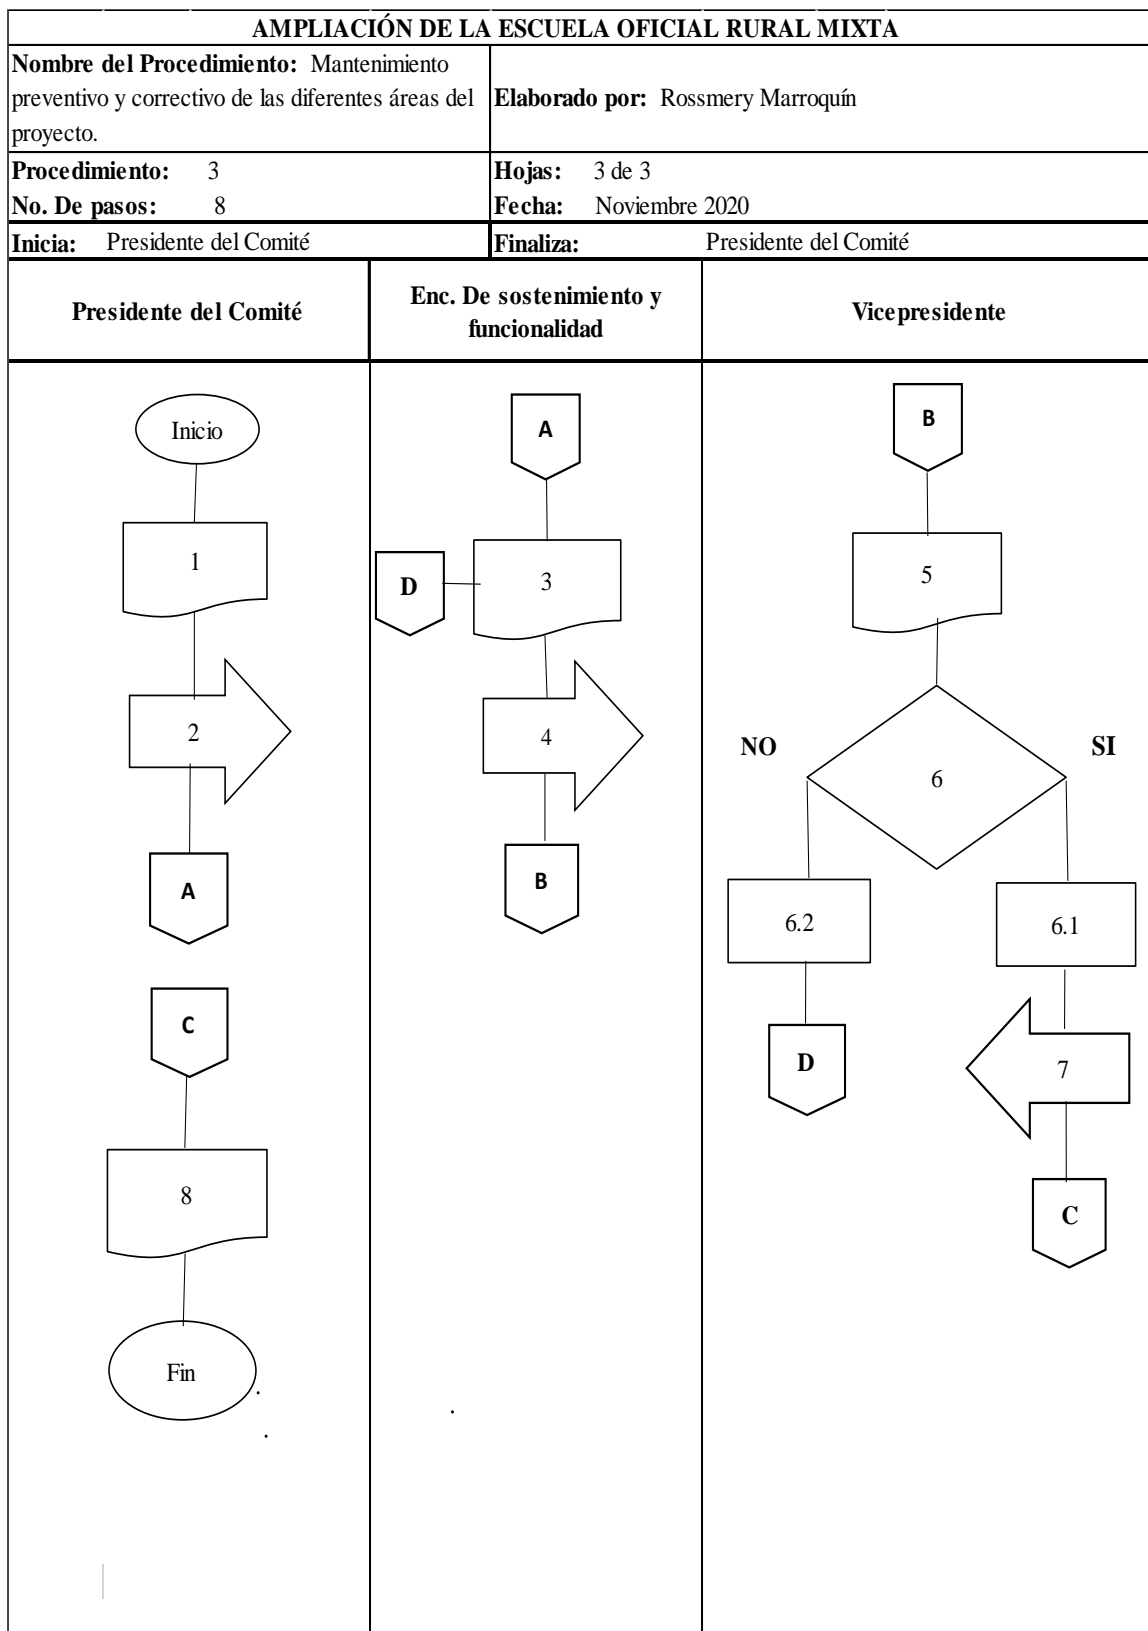 AMPLIACIÓN DE LA ESCUELA OFICIAL RURAL MIXTA
Nombre del Procedimiento: Mantenimiento
preventivo y correctivo de las diferentes áreas del
proyecto.
Elaborado por: Rossmery Marroquín
Procedimiento: 3
No. De pasos: 8
Hojas: 3 de 3
Fecha: Noviembre 2020
Inicia: Presidente del Comité
Finaliza: Presidente del Comité
Presidente del Comité
Enc. De sostenimiento y
funcionalidad
Vicepresidente
Inicio
1
2
A
C
8
Fin
A
D
3
4
B
B
5
NO
SI
6
6.2
6.1
D
7
C